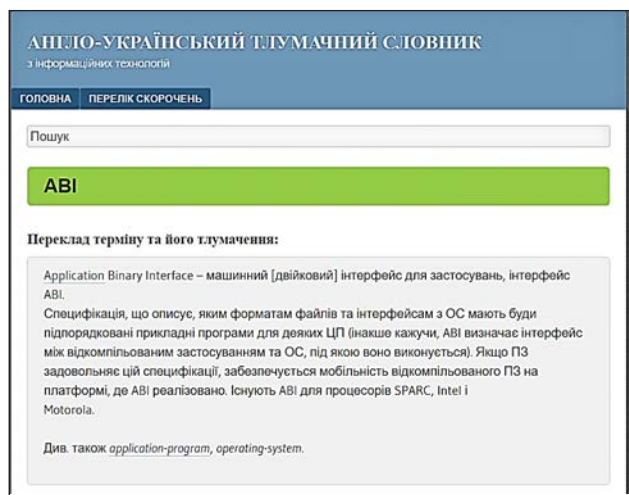 АНГЛО-УКРАЇНСЬКИЙ ТЛУМАЧНИЙ СЛОВНИК
з інформаційних технологій
ГОЛОВНА ПЕРЕЛІК СКОРОЧЕНЬ
Пошук
ABI
Переклад терміну та його тлумачення:
Application Binary Interface – машинний [двійковий] інтерфейс для застосувань, інтерфейс
ABI.
Специфікація, що описує, яким форматам файлів та інтерфейсам з ОС мають буди
підпорядковані прикладні програми для деяких ЦП (інакше кажучи, ABI визначає інтерфейс
між відкомпільованим застосуванням та ОС, під якою воно виконується). Якщо ПЗ
задовольняє цій специфікації, забезпечується мобільність відкомпільованого ПЗ на
платформі, де ABI реалізовано. Існують ABI для процесорів SPARC, Intel і
Motorola.
Див. також application-program, operating-system.